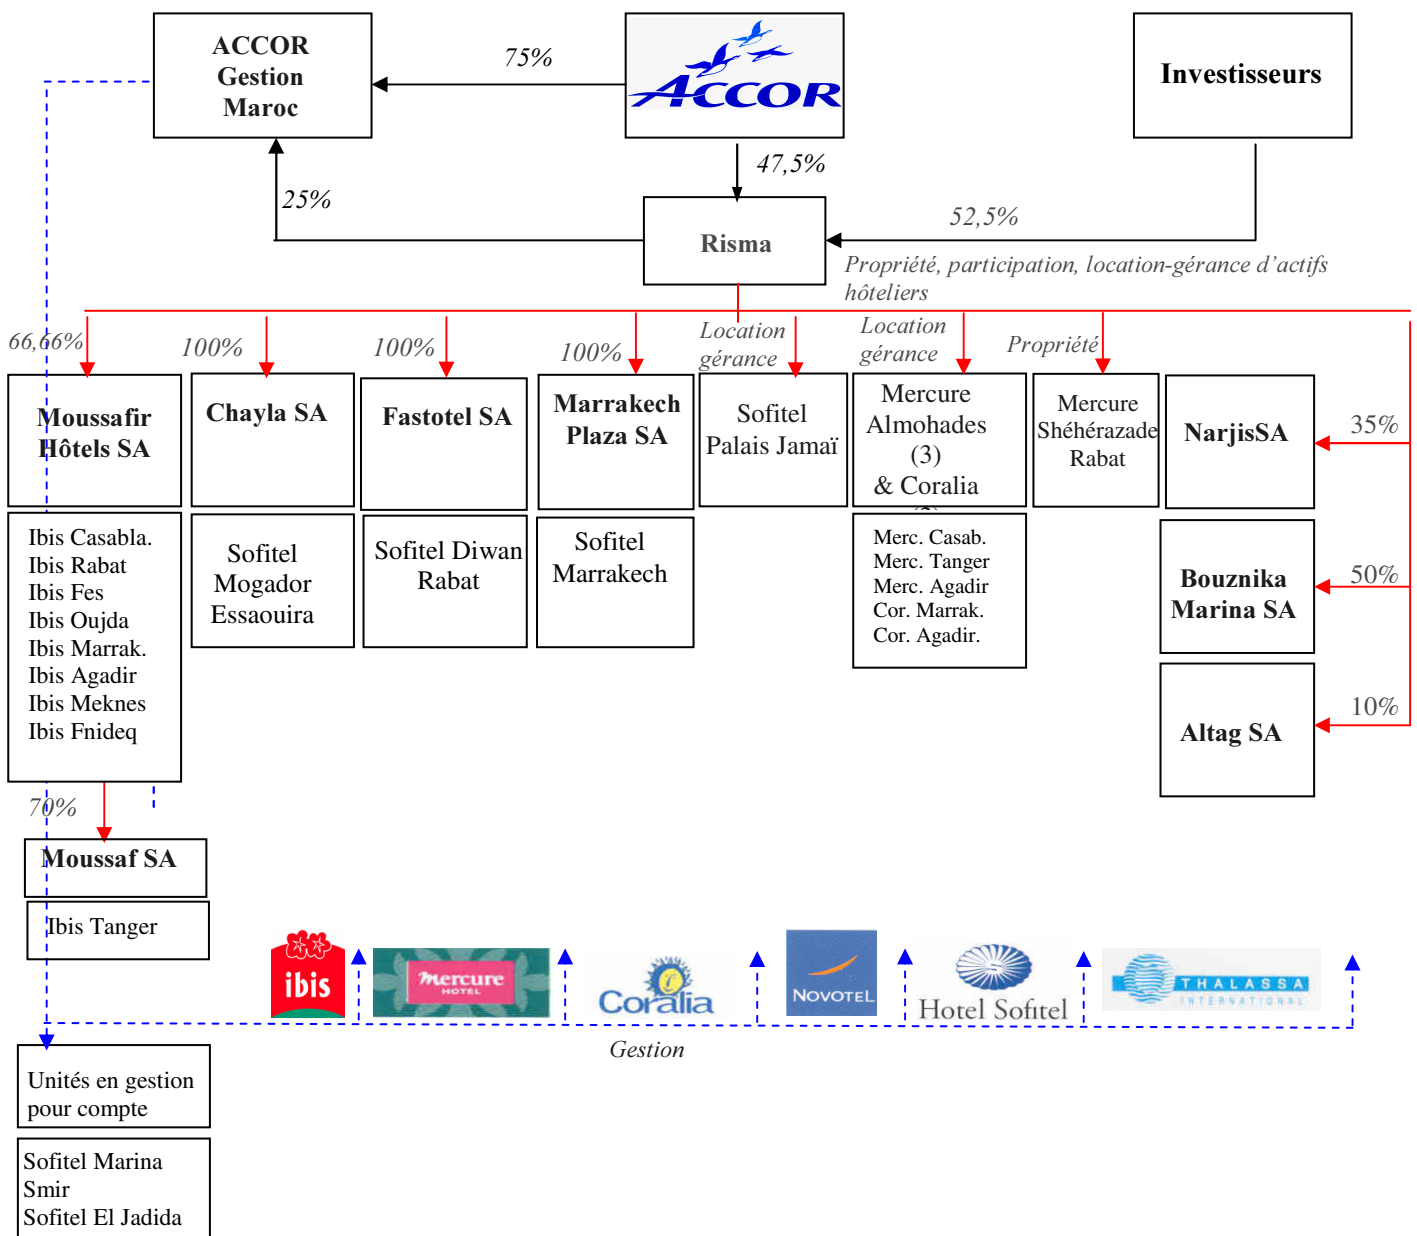 ACCOR
Gestion
Maroc
75%
ACCOR
Investisseurs
47,5%
25%
52,5%
Risma
Propriété, participation, location-gérance d'actifs
hôteliers
66,66%
100%
100%
100%
Location
gérance
Location
gérance
Propriété
Moussafir
Hôtels SA
Chayla SA
Fastotel SA
Marrakech
Plaza SA
Sofitel
Palais Jamaï
Mercure
Almohades
(3)
& Coralia
Mercure
Shéhérazade
Rabat
NarjisSA
35%
Ibis Casabla.
Ibis Rabat
Ibis Fes
Ibis Oujda
Ibis Marrak.
Ibis Agadir
Ibis Meknes
Ibis Fnideq
Sofitel
Mogador
Essaouira
Sofitel Diwan
Rabat
Sofitel
Marrakech
Merc. Casab.
Merc. Tanger
Merc. Agadir
Cor. Marrak.
Cor. Agadir.
Bouznika
Marina SA
50%
Altag SA
10%
70%
Moussaf SA
Ibis Tanger
ibis
Mercure
HOTEL
Coralia
NOVOTEL
Hotel Sofitel
THALASSA
INTERNATIONAL
Gestion
Unités en gestion
pour compte
Sofitel Marina
Smir
Sofitel El Jadida